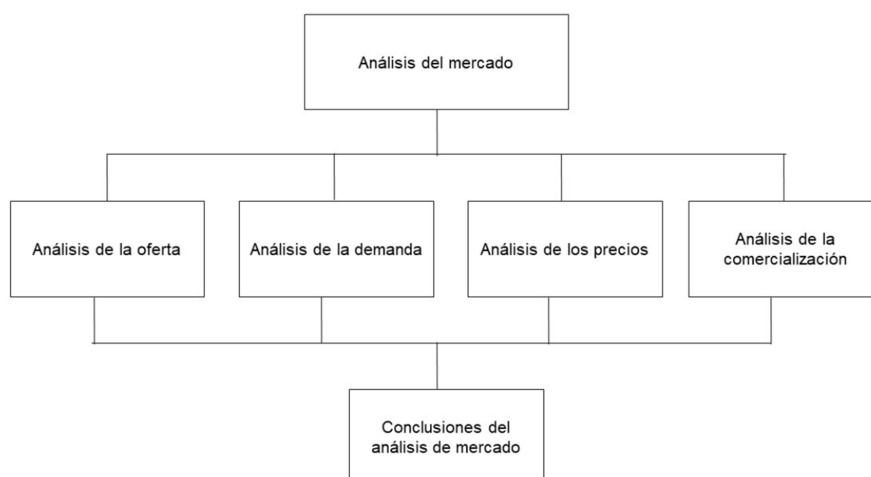 Análisis del mercado
Análisis de la oferta
Análisis de la demanda
Análisis de los precios
Análisis de la
comercialización
Conclusiones del
análisis de mercado